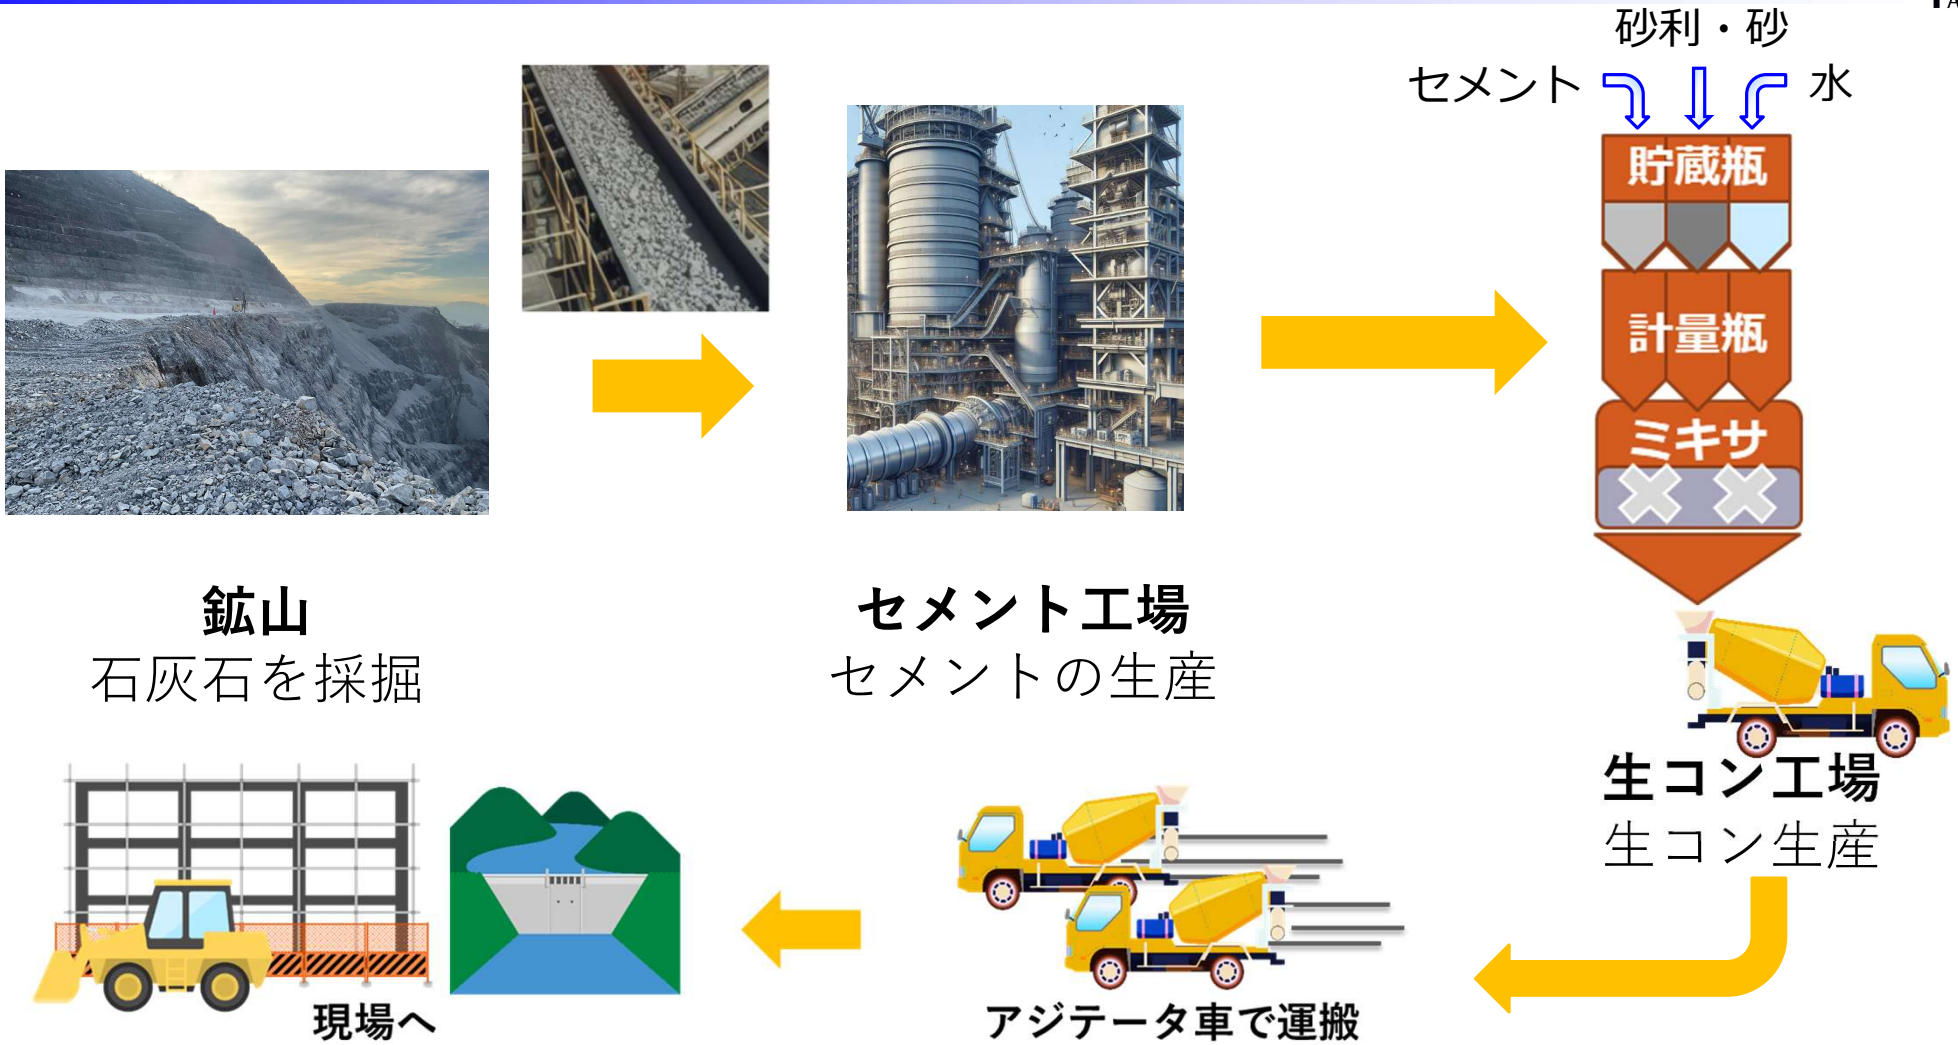 砂利・砂
セメント
水
貯蔵瓶
計量瓶
ミキサ
鉱山
石灰石を採掘
セメント工場
セメントの生産
生コン工場
生コン生産
アジテータ車で運搬
現場へ